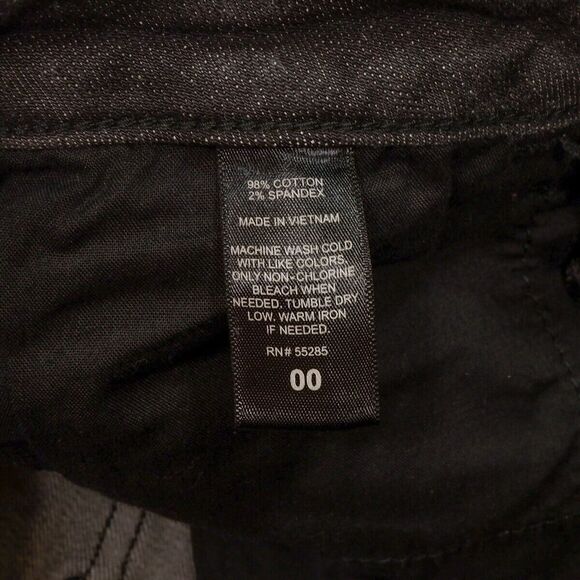 98% COTTON
2% SPANDEX
MADE IN VIETNAM
MACHINE WASH COLD
WITH LIKE COLORS.
ONLY NON-CHLORINE
BLEACH WHEN
NEEDED. TUMBLE DRY
LOW. WARM IRON
IF NEEDED.
RN# 55285
00